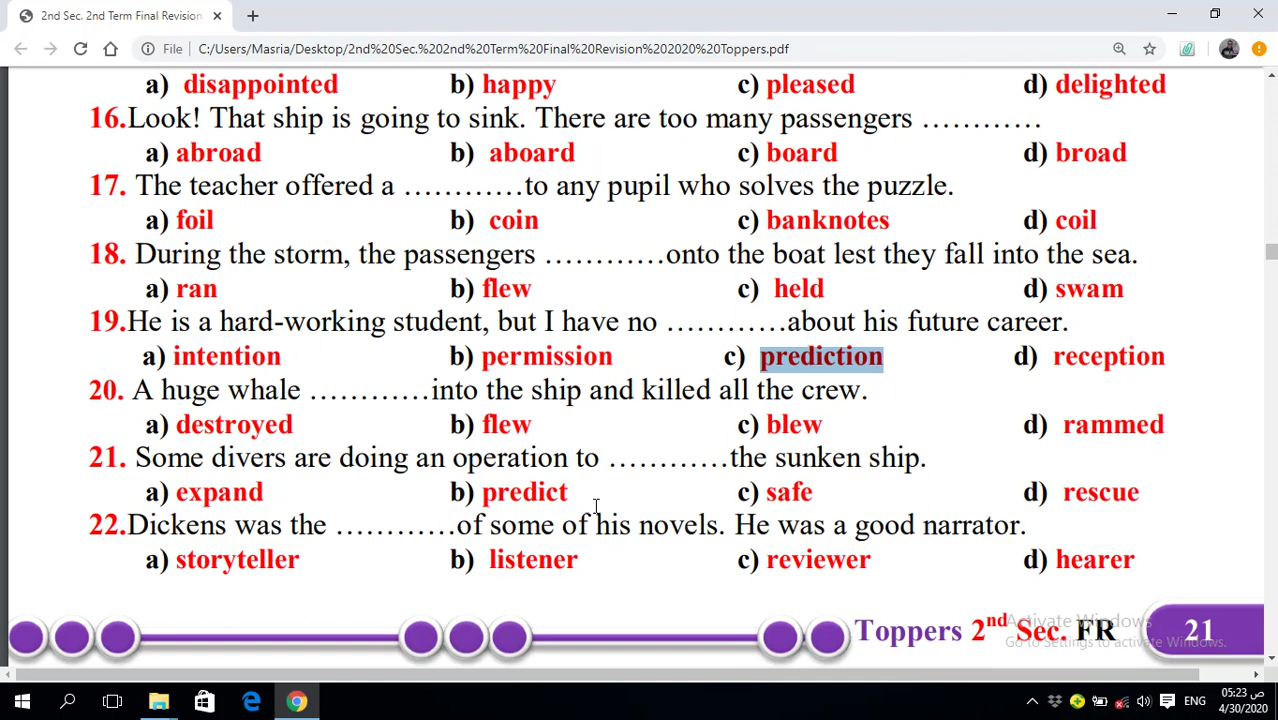 2nd Sec. 2nd Term Final Revision
File C:/Users/Masria/Desktop/2nd%20Sec.%202nd%20Term%20Final%20Revision%202020%20Toppers.pdf
a) disappointed b) happy c) pleased d) delighted
16.Look! That ship is going to sink. There are too many passengers …………
a) abroad b) aboard c) board d) broad
17. The teacher offered a …………to any pupil who solves the puzzle.
a) foil b) coin c) banknotes d) coil
18. During the storm, the passengers …………onto the boat lest they fall into the sea.
a) ran b) flew c) held d) swam
19.He is a hard-working student, but I have no …………about his future career.
a) intention b) permission c) prediction d) reception
20. A huge whale …………into the ship and killed all the crew.
a) destroyed b) flew c) blew d) rammed
21. Some divers are doing an operation to …………the sunken ship.
a) expand b) predict c) safe d) rescue
22.Dickens was the …………of some of his novels. He was a good narrator.
a) storyteller b) listener c) reviewer d) hearer
Activate Windows
Toppers 2nd Sec. FR 21
Go to Settings to activate Windows.
ENG 05:23 ص
4/30/2020